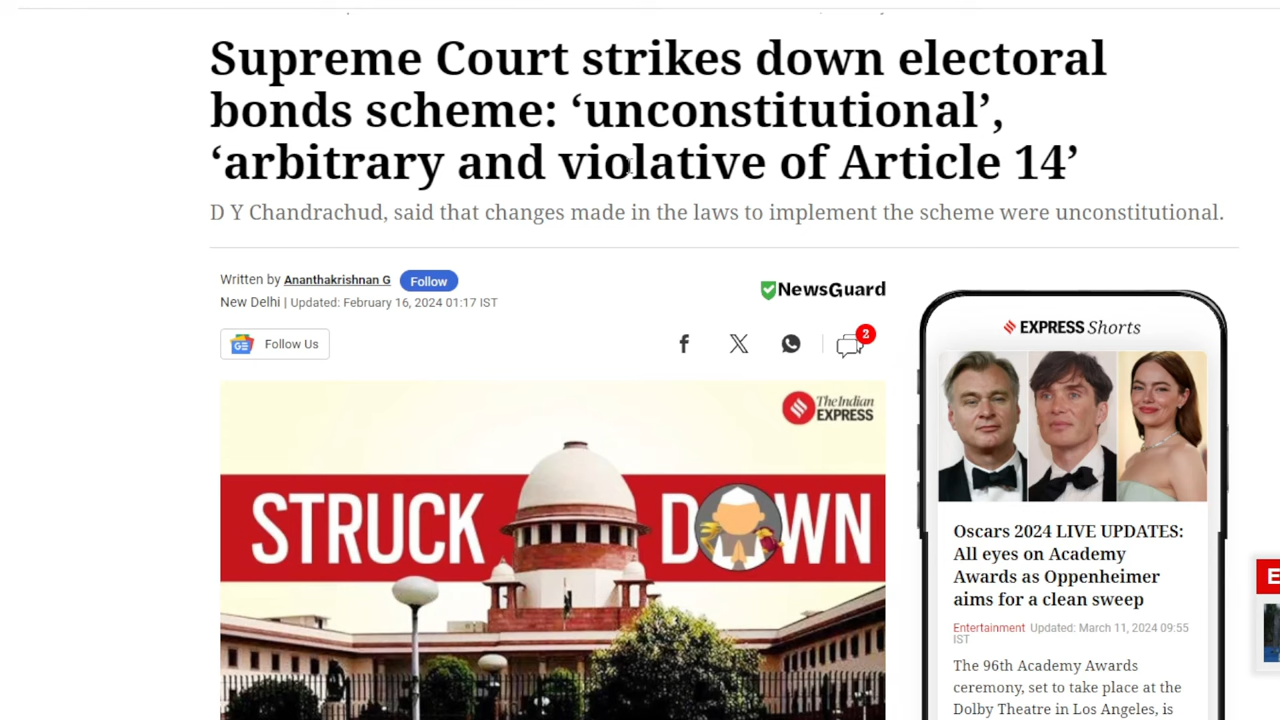 Supreme Court strikes down electoral
bonds scheme: ‘unconstitutional’,
‘arbitrary and violative of Article 14’
D Y Chandrachud, said that changes made in the laws to implement the scheme were unconstitutional.
Written by Ananthakrishnan G Follow
New Delhi | Updated: February 16, 2024 01:17 IST
NewsGuard
Follow Us
2
The Indian
EXPRESS
STRUCK D WN
EXPRESS Shorts
Oscars 2024 LIVE UPDATES:
All eyes on Academy
Awards as Oppenheimer
aims for a clean sweep
Entertainment Updated: March 11, 2024 09:55
IST
The 96th Academy Awards
ceremony, set to take place at the
Dolby Theatre in Los Angeles, is
E